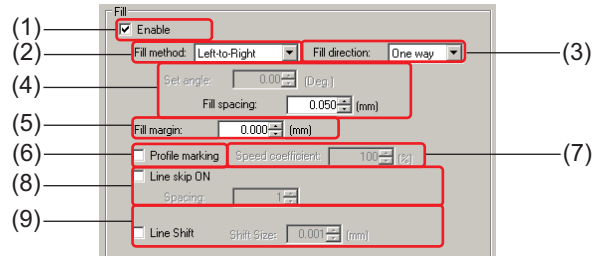 Fill
(1) Enable
(2) Fill method: Left-to-Right Fill direction: One way (3)
(4) Set angle: 0.00 (Deg.)
Fill spacing: 0.050 (mm)
(5) Fill margin: 0.000 (mm)
(6) Profile marking Speed coefficient: 100 (%) (7)
(8) Line skip ON
Spacing: 1
(9) Line Shift Shift Size: 0.001 (mm)